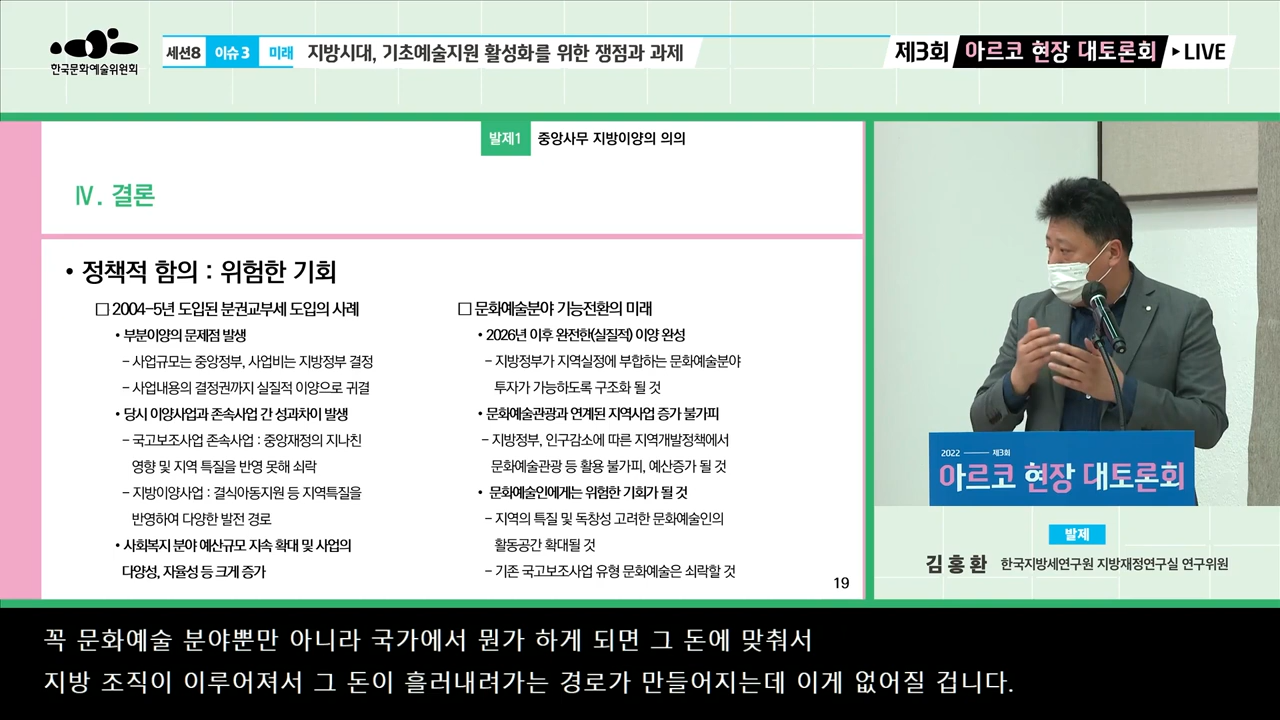 한국문화예술위원회
세션8 이슈 3 미래 지방시대, 기초예술지원 활성화를 위한 쟁점과 과제
제3회 아르코 현장 대토론회 ▸LIVE
발제1 중앙사무 지방이양의 의의
Ⅳ. 결론
• 정책적 함의 : 위험한 기회
□ 2004-5년 도입된 분권교부세 도입의 사례
• 부분이양의 문제점 발생
- 사업규모는 중앙정부, 사업비는 지방정부 결정
- 사업내용의 결정권까지 실질적 이양으로 귀결
• 당시 이양사업과 존속사업 간 성과차이 발생
- 국고보조사업 존속사업 : 중앙재정의 지나친
영향 및 지역 특질을 반영 못해 쇠락
- 지방이양사업 : 결식아동지원 등 지역특질을
반영하여 다양한 발전 경로
• 사회복지 분야 예산규모 지속 확대 및 사업의
다양성, 자율성 등 크게 증가
□ 문화예술분야 기능전환의 미래
• 2026년 이후 완전한(실질적) 이양 완성
- 지방정부가 지역실정에 부합하는 문화예술분야
투자가 가능하도록 구조화 될 것
• 문화예술관광과 연계된 지역사업 증가 불가피
- 지방정부, 인구감소에 따른 지역개발정책에서
문화예술관광 등 활용 불가피, 예산증가 될 것
• 문화예술인에게는 위험한 기회가 될 것
- 지역의 특질 및 독창성 고려한 문화예술인의
활동공간 확대될 것
- 기존 국고보조사업 유형 문화예술은 쇠락할 것
19
2022 제3회
아르코 현장 대토론회
발제
김홍환 한국지방세연구원 지방재정연구실 연구위원
꼭 문화예술 분야뿐만 아니라 국가에서 뭔가 하게 되면 그 돈에 맞춰서
지방 조직이 이루어져서 그 돈이 흘러내려가는 경로가 만들어지는데 이게 없어질 겁니다.